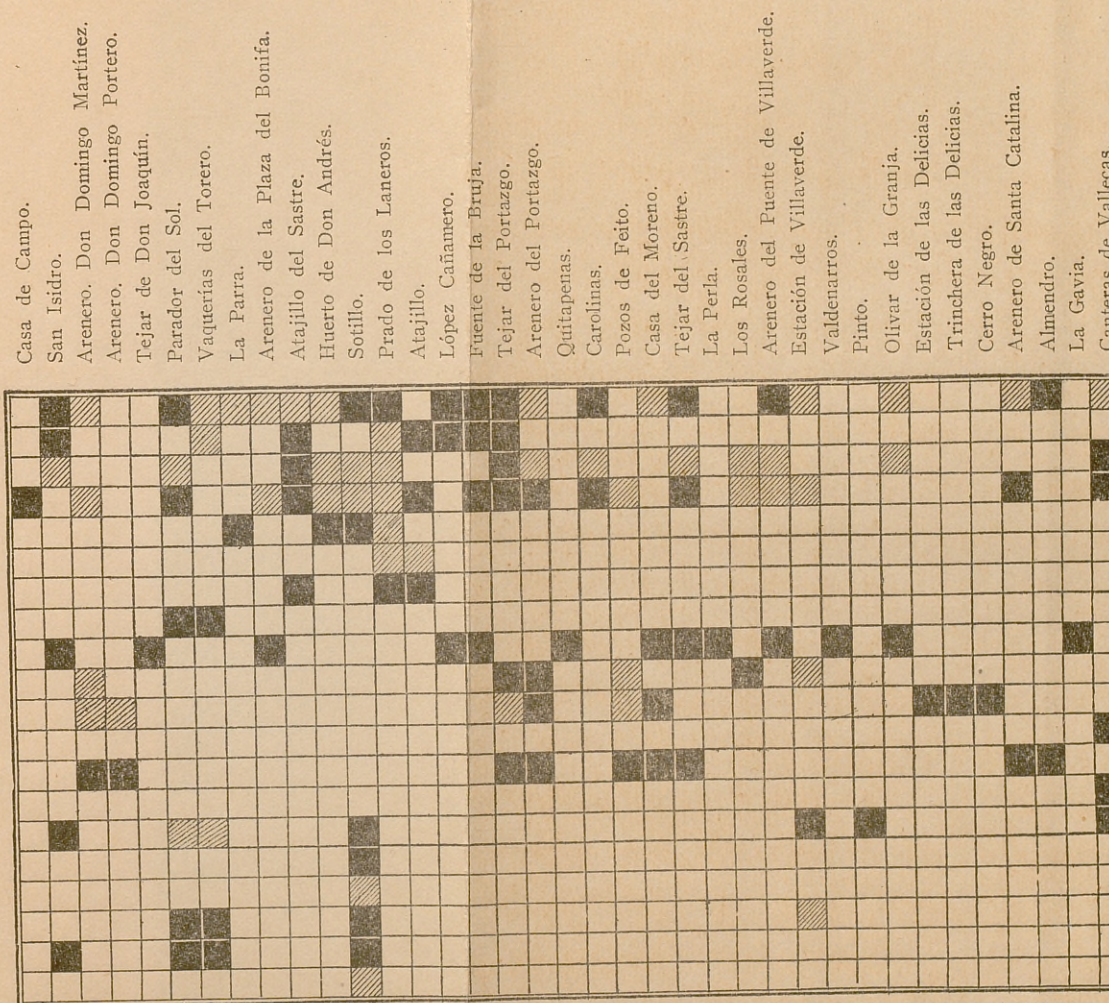 Casa de Campo.
San Isidro.
Arenero. Don Domingo Martínez.
Arenero. Don Domingo Portero.
Tejar de Don Joaquín.
Parador del Sol.
Vaquerías del Torero.
La Parra.
Arenero de la Plaza del Bonifa.
Atajillo del Sastre.
Huerto de Don Andrés.
Sotillo.
Prado de los Laneros.
Atajillo.
López Cañamero.
Fuente de la Bruja.
Tejar del Portazgo.
Arenero del Portazgo.
Quitapenas.
Carolinas.
Pozos de Feito.
Casa del Moreno.
Tejar del Sastre.
La Perla.
Los Rosales.
Arenero del Puente de Villaverde.
Estación de Villaverde.
Valdenarros.
Pinto.
Olivar de la Granja.
Estación de las Delicias.
Trinchera de las Delicias.
Cerro Negro.
Arenero de Santa Catalina.
Almendro.
La Gavia.
de Vallecas